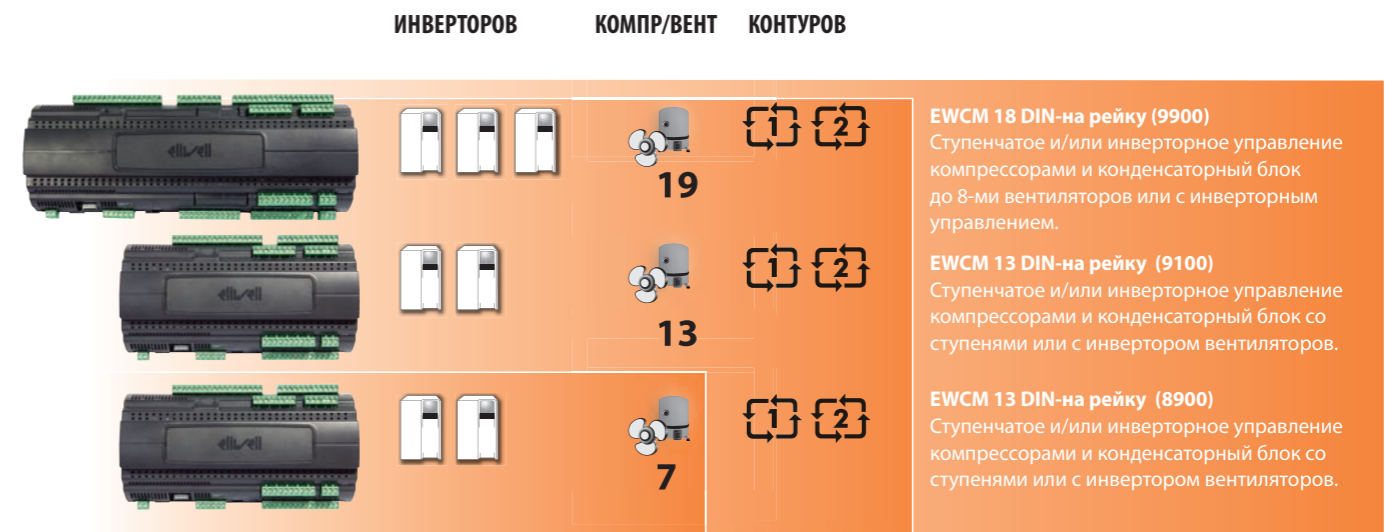 ИНВЕРТОРОВ КОМПР/ВЕНТ КОНТУРОВ
eliwell
1 2
19
EWCM 18 DIN-на рейку (9900)
Ступенчатое и/или инверторное управление
компрессорами и конденсаторный блок
до 8-ми вентиляторов или с инверторным
управлением.
eliwell
1 2
13
EWCM 13 DIN-на рейку (9100)
Ступенчатое и/или инверторное управление
компрессорами и конденсаторный блок со
ступенями или с инвертором вентиляторов.
eliwell
1 2
7
EWCM 13 DIN-на рейку (8900)
Ступенчатое и/или инверторное управление
компрессорами и конденсаторный блок со
ступенями или с инвертором вентиляторов.